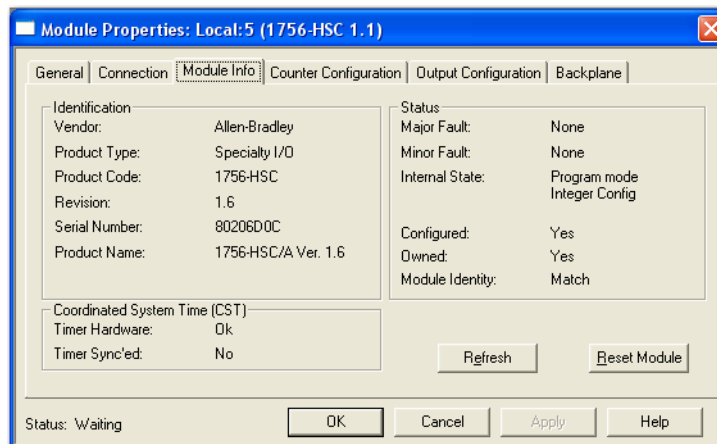 Module Properties: Local:5 (1756-HSC 1.1)
General Connection Module Info Counter Configuration Output Configuration Backplane
Identification
Vendor: Allen-Bradley
Product Type: Specialty I/O
Product Code: 1756-HSC
Revision: 1.6
Serial Number: 80206D0C
Product Name: 1756-HSC/A Ver. 1.6
Coordinated System Time (CST)
Timer Hardware: Ok
Timer Sync'ed: No
Status
Major Fault: None
Minor Fault: None
Internal State: Program mode
Integer Config
Configured: Yes
Owned: Yes
Module Identity: Match
Refresh Reset Module
Status: Waiting
OK Cancel Apply Help